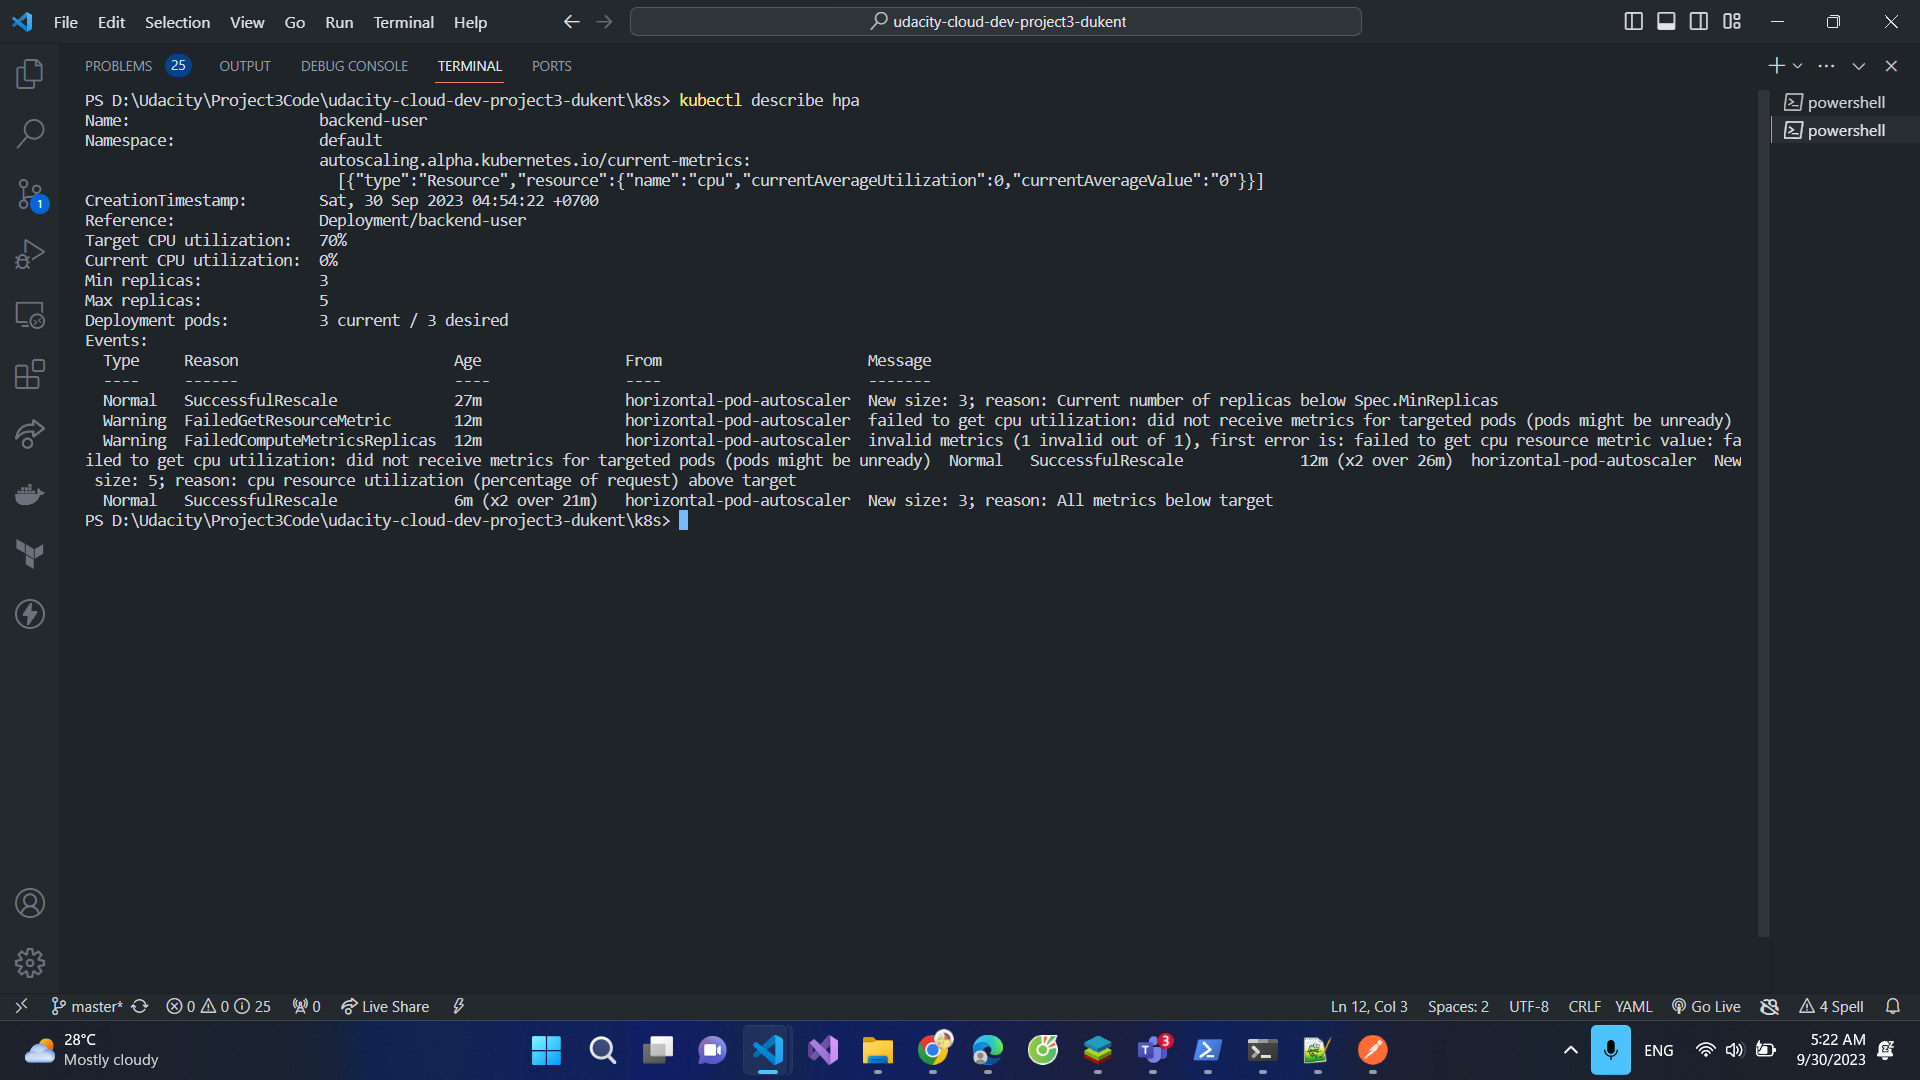 File Edit Selection View Go Run Terminal Help
udacity-cloud-dev-project3-dukent
PROBLEMS 25 OUTPUT DEBUG CONSOLE TERMINAL PORTS
PS D:\Udacity\Project3Code\udacity-cloud-dev-project3-dukent\k8s> kubectl describe hpa
Name: backend-user
Namespace: default
autoscaling.alpha.kubernetes.io/current-metrics:
[{"type":"Resource","resource":{"name":"cpu","currentAverageUtilization":0,"currentAverageValue":"0"}}]
CreationTimestamp: Sat, 30 Sep 2023 04:54:22 +0700
Reference: Deployment/backend-user
Target CPU utilization: 70%
Current CPU utilization: 0%
Min replicas: 3
Max replicas: 5
Deployment pods: 3 current / 3 desired
Events:
Type Reason Age From Message
---- ------ ---- ---- -------
Normal SuccessfulRescale 27m horizontal-pod-autoscaler New size: 3; reason: Current number of replicas below Spec.MinReplicas
Warning FailedGetResourceMetric 12m horizontal-pod-autoscaler failed to get cpu utilization: did not receive metrics for targeted pods (pods might be unready)
Warning FailedComputeMetricsReplicas 12m horizontal-pod-autoscaler invalid metrics (1 invalid out of 1), first error is: failed to get cpu resource metric value: fa
iled to get cpu utilization: did not receive metrics for targeted pods (pods might be unready) Normal SuccessfulRescale 12m (x2 over 26m) horizontal-pod-autoscaler New
size: 5; reason: cpu resource utilization (percentage of request) above target
Normal SuccessfulRescale 6m (x2 over 21m) horizontal-pod-autoscaler New size: 3; reason: All metrics below target
PS D:\Udacity\Project3Code\udacity-cloud-dev-project3-dukent\k8s>
powershell
powershell
1
master* 0 0 25 0 Live Share Ln 12, Col 3 Spaces: 2 UTF-8 CRLF YAML Go Live 4 Spell
28°C
Mostly cloudy
3
ENG
5:22 AM
9/30/2023